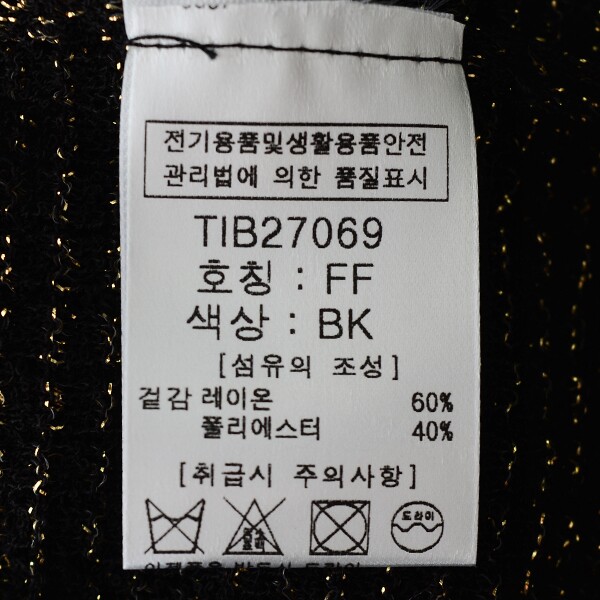 전기용품및생활용품안전
관리법에 의한 품질표시
TIB27069
호칭 : FF
색상 : BK
[섬유의 조성]
겉감 레이온 60%
폴리에스터 40%
[취급시 주의사항]
드라이